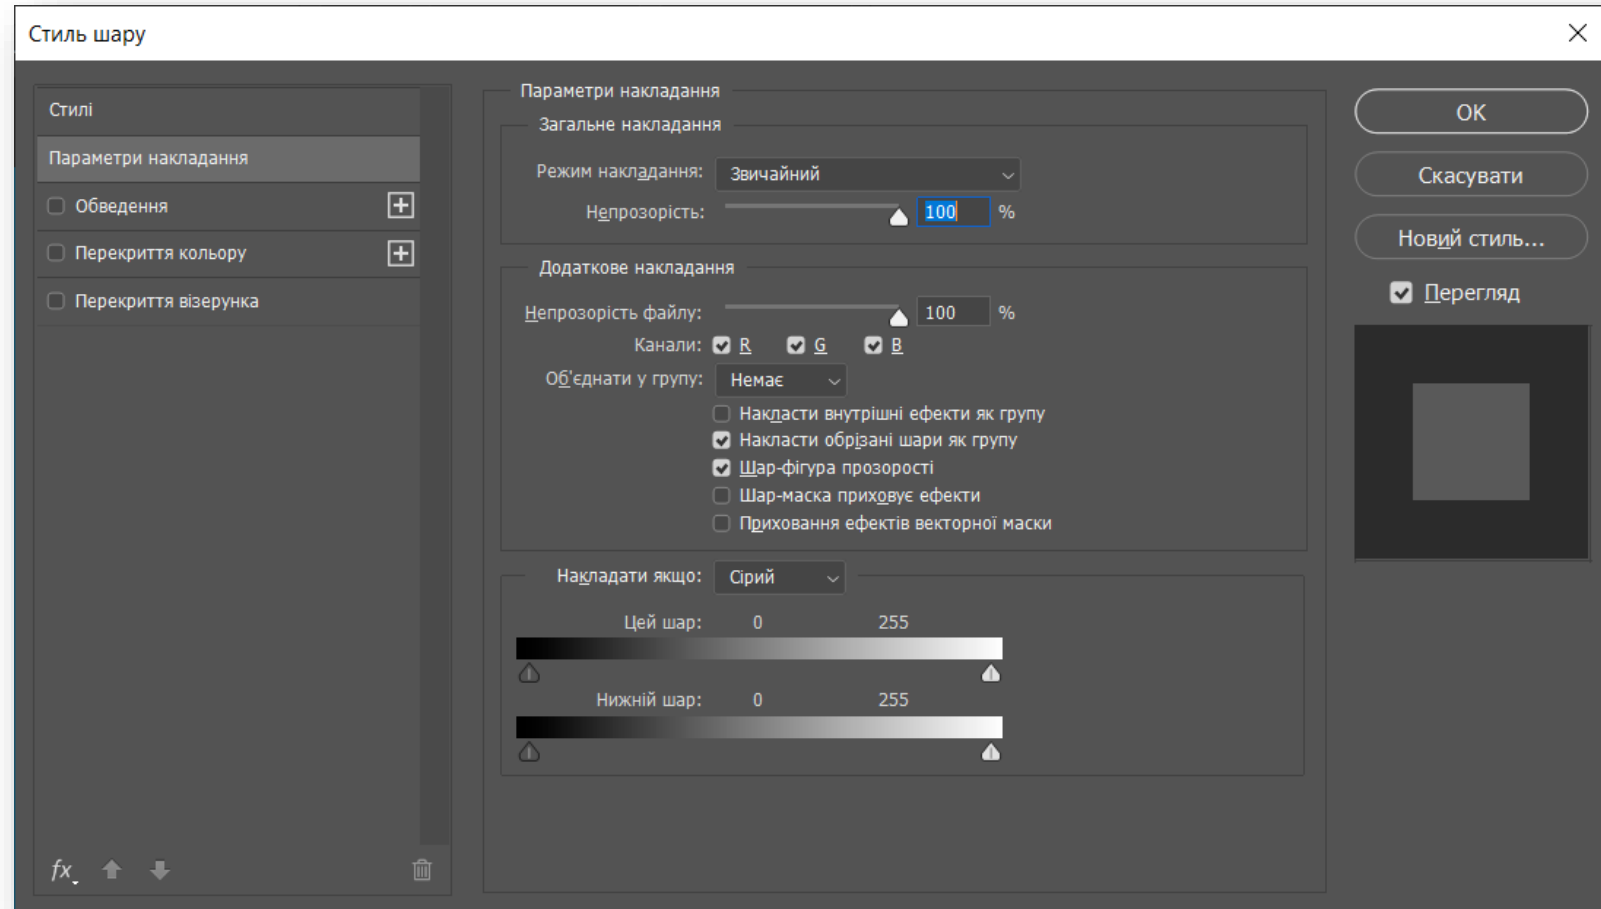 Стиль шару
Стилі
Параметри накладання
Обведення
Перекриття кольору
Перекриття візерунка
fx
Параметри накладання
Загальне накладання
Режим накладання: Звичайний
Непрозорість: 100 %
Додаткове накладання
Непрозорість файлу: 100 %
Канали: R G B
Об'єднати у групу: Немає
Накласти внутрішні ефекти як групу
Накласти обрізані шари як групу
Шар-фігура прозорості
Шар-маска приховує ефекти
Приховання ефектів векторної маски
Накладати якщо: Сірий
Цей шар: 0 255
Нижній шар: 0 255
OK
Скасувати
Новий стиль...
Перегляд